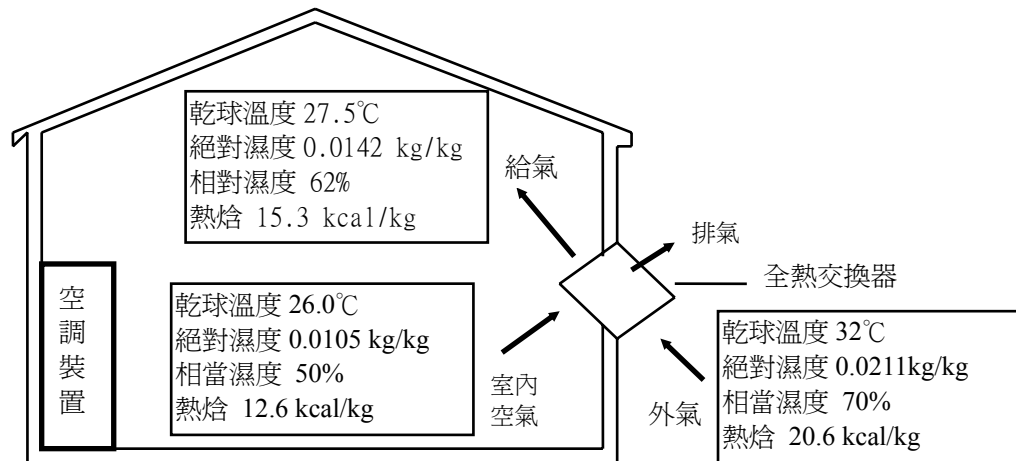 乾球溫度 27.5℃
絕對濕度 0.0142 kg/kg
相對濕度 62%
熱焓 15.3 kcal/kg
給氣
排氣
全熱交換器
空調裝置
乾球溫度 26.0℃
絕對濕度 0.0105 kg/kg
相當濕度 50%
熱焓 12.6 kcal/kg
室內
空氣
外氣
乾球溫度 32℃
絕對濕度 0.0211kg/kg
相當濕度 70%
熱焓 20.6 kcal/kg